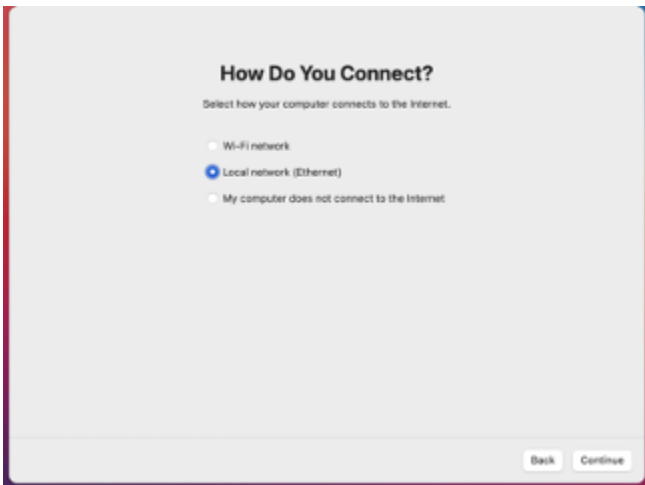 How Do You Connect?
Select how your computer connects to the Internet.
Wi-Fi network
Local network (Ethernet)
My computer does not connect to the Internet
Back
Continue